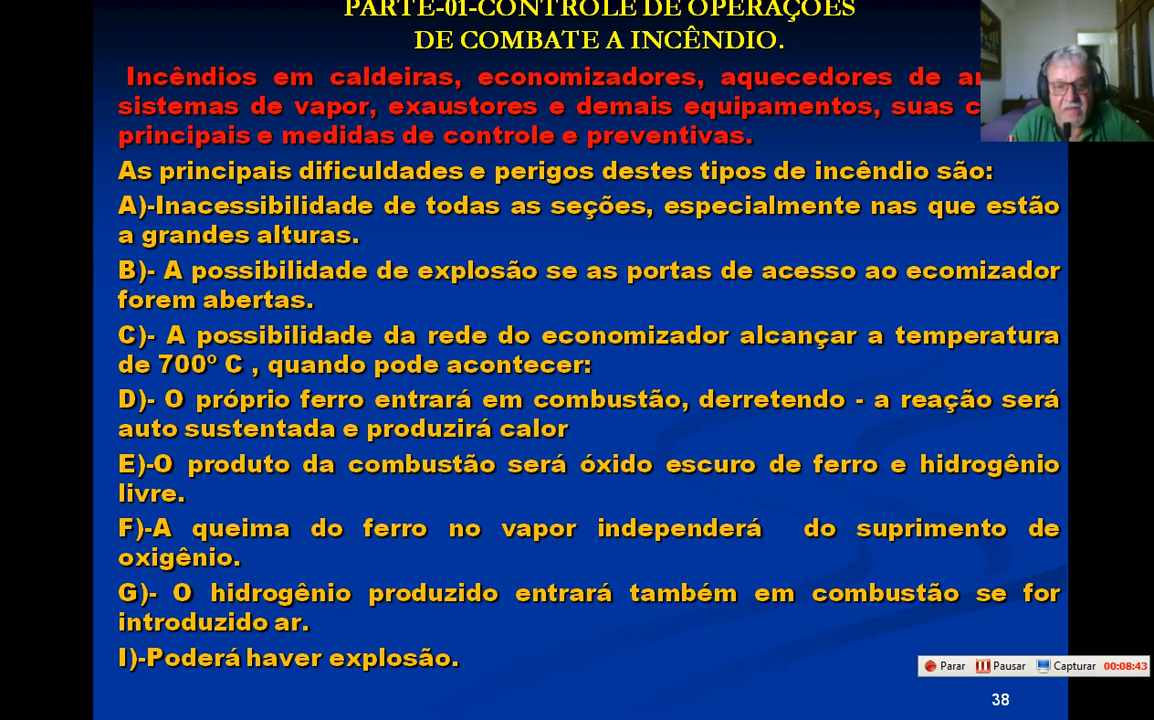 PARTE-01-CONTROLE DE OPERAÇÕES
DE COMBATE A INCÊNDIO.
Incêndios em caldeiras, economizadores, aquecedores de
sistemas de vapor, exaustores e demais equipamentos, suas
principais e medidas de controle e preventivas.
As principais dificuldades e perigos destes tipos de incêndio são:
A)-Inacessibilidade de todas as seções, especialmente nas que estão
a grandes alturas.
B)- A possibilidade de explosão se as portas de acesso ao ecomizador
forem abertas.
C)- A possibilidade da rede do economizador alcançar a temperatura
de 700º C , quando pode acontecer:
D)- O próprio ferro entrará em combustão, derretendo - a reação será
auto sustentada e produzirá calor
E)-O produto da combustão será óxido escuro de ferro e hidrogênio
livre.
F)-A queima do ferro no vapor independerá do suprimento de
oxigênio.
G)- O hidrogênio produzido entrará também em combustão se for
introduzido ar.
I)-Poderá haver explosão.
Parar Pausar Capturar 00:08:43
38